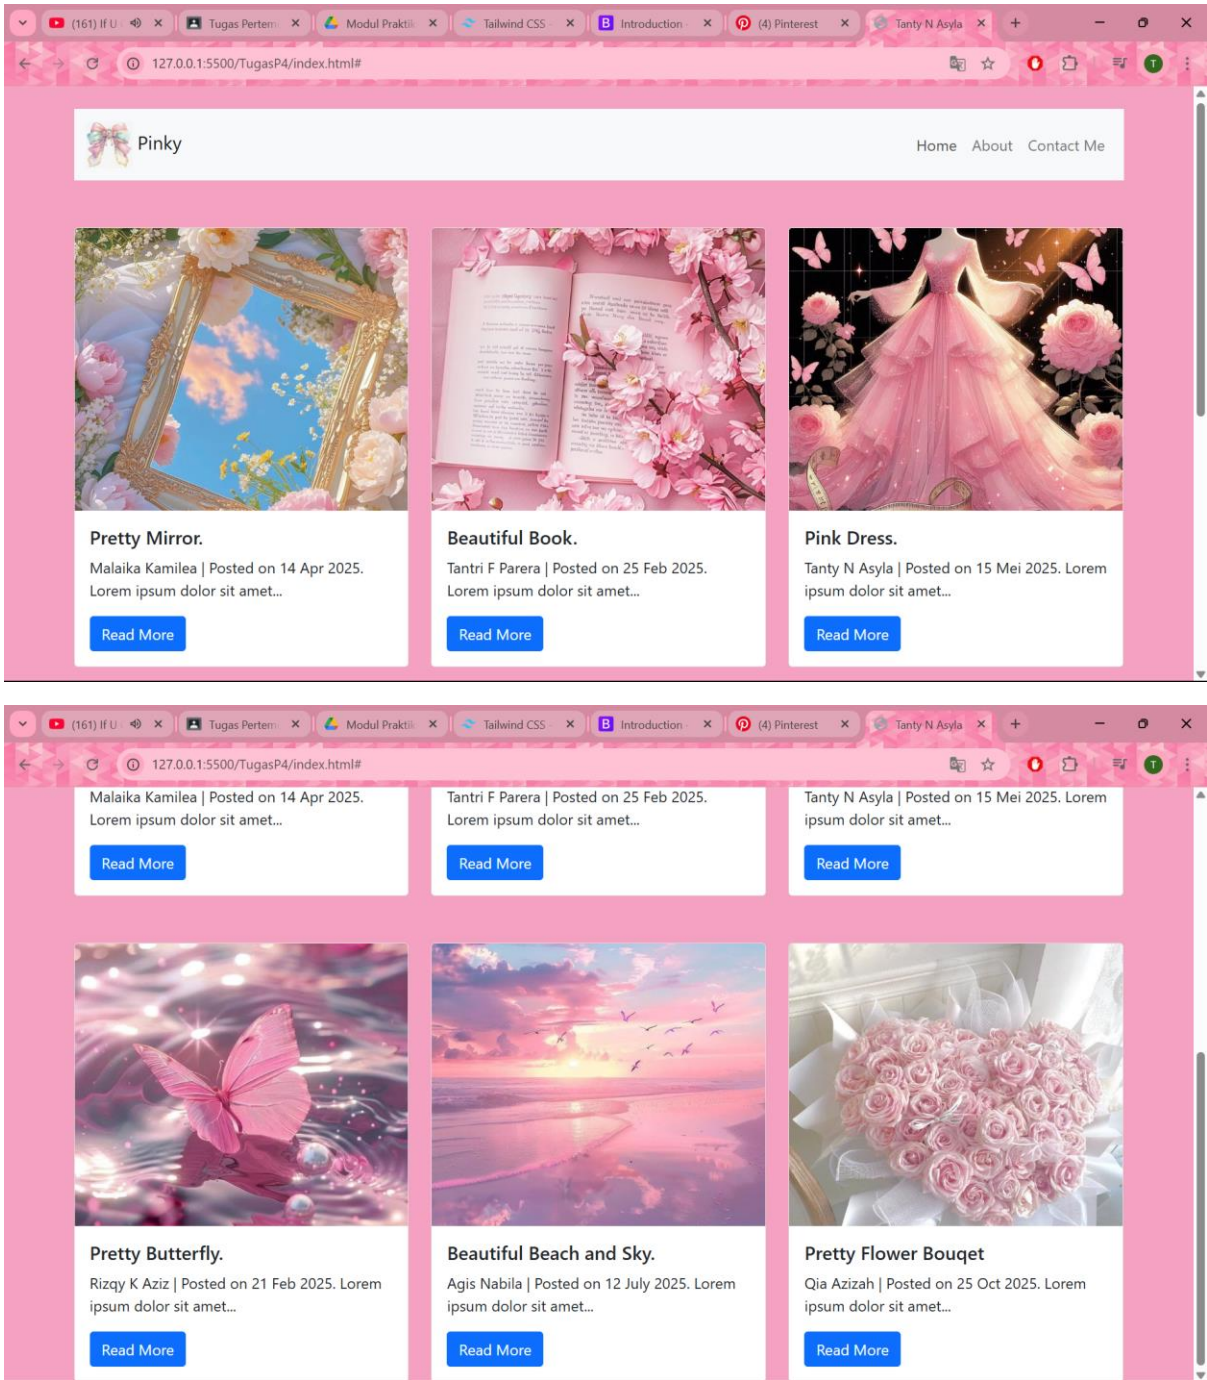 (161) If U
Tugas Pertem
Modul Praktik
Tailwind CSS -
Introduction ·
(4) Pinterest
Tanty N Asyla
127.0.0.1:5500/TugasP4/index.html#
T
Pinky
Home About Contact Me
Pretty Mirror.
Malaika Kamilea | Posted on 14 Apr 2025.
Lorem ipsum dolor sit amet...
Read More
Beautiful Book.
Tantri F Parera | Posted on 25 Feb 2025.
Lorem ipsum dolor sit amet...
Read More
Pink Dress.
Tanty N Asyla | Posted on 15 Mei 2025. Lorem
ipsum dolor sit amet...
Read More
(161) If U
Tugas Pertem
Modul Praktik
Tailwind CSS -
Introduction ·
(4) Pinterest
Tanty N Asyla
127.0.0.1:5500/TugasP4/index.html#
T
Malaika Kamilea | Posted on 14 Apr 2025.
Lorem ipsum dolor sit amet...
Read More
Tantri F Parera | Posted on 25 Feb 2025.
Lorem ipsum dolor sit amet...
Read More
Tanty N Asyla | Posted on 15 Mei 2025. Lorem
ipsum dolor sit amet...
Read More
Pretty Butterfly.
Rizqy K Aziz | Posted on 21 Feb 2025. Lorem
ipsum dolor sit amet...
Read More
Beautiful Beach and Sky.
Agis Nabila | Posted on 12 July 2025. Lorem
ipsum dolor sit amet...
Read More
Pretty Flower Bouqet
Qia Azizah | Posted on 25 Oct 2025. Lorem
ipsum dolor sit amet...
Read More